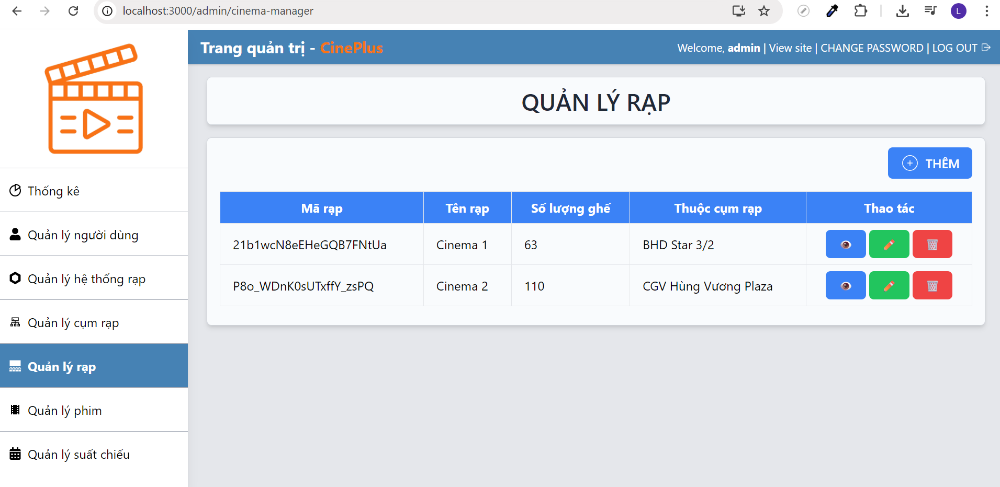 localhost:3000/admin/cinema-manager
L
Trang quản trị - CinePlus
Welcome, admin | View site | CHANGE PASSWORD | LOG OUT
Thống kê
Quản lý người dùng
Quản lý hệ thống rạp
Quản lý cụm rạp
Quản lý rạp
Quản lý phim
Quản lý suất chiếu
QUẢN LÝ RẠP
THÊM
Mã rạp Tên rạp Số lượng ghế Thuộc cụm rạp Thao tác
21b1wcN8eEHeGQB7FNtUa Cinema 1 63 BHD Star 3/2
P8o_WDnK0sUTxffY_zsPQ Cinema 2 110 CGV Hùng Vương Plaza